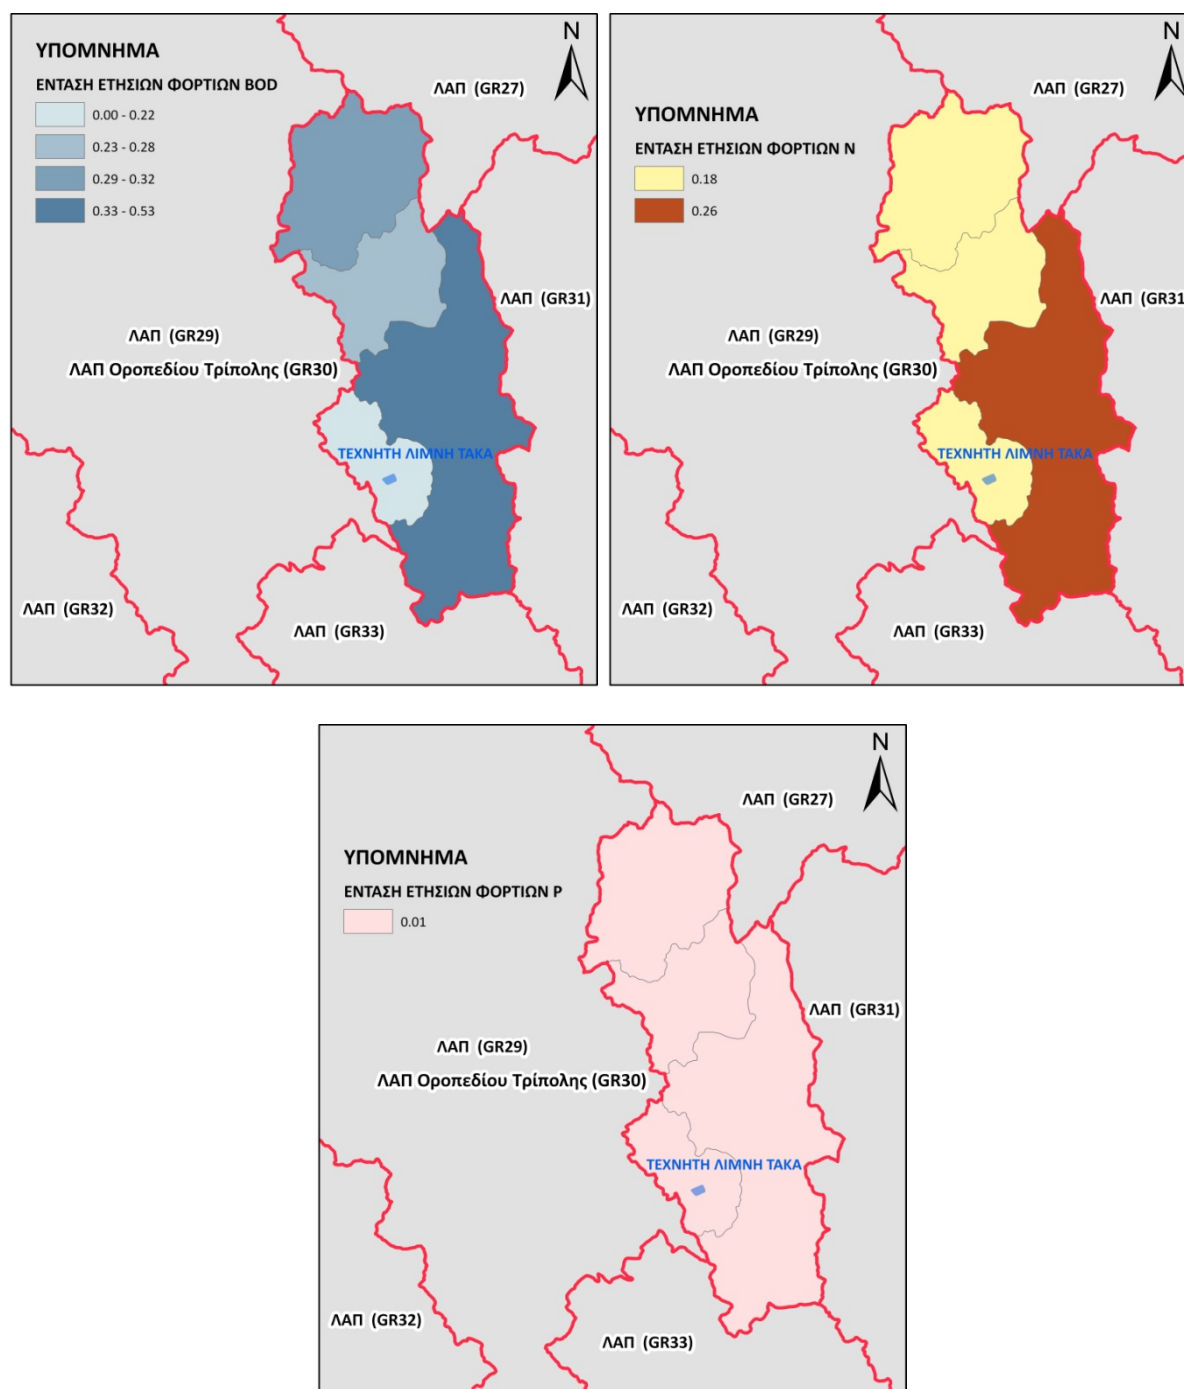 N
ΥΠΟΜΝΗΜΑ
ΕΝΤΑΣΗ ΕΤΗΣΙΩΝ ΦΟΡΤΙΩΝ BOD
0.00 - 0.22
0.23 - 0.28
0.29 - 0.32
0.33 - 0.53
ΛΑΠ (GR27)
ΛΑΠ (GR31)
ΛΑΠ (GR29)
ΛΑΠ Οροπεδίου Τρίπολης (GR30)
ΤΕΧΝΗΤΗ ΛΙΜΝΗ ΤΑΚΑ
ΛΑΠ (GR32)
ΛΑΠ (GR33)
N
ΛΑΠ (GR27)
ΥΠΟΜΝΗΜΑ
ΕΝΤΑΣΗ ΕΤΗΣΙΩΝ ΦΟΡΤΙΩΝ N
0.18
0.26
ΛΑΠ (GR31
ΛΑΠ (GR29)
ΛΑΠ Οροπεδίου Τρίπολης (GR30)
ΤΕΧΝΗΤΗ ΛΙΜΝΗ ΤΑΚΑ
ΛΑΠ (GR32)
ΛΑΠ (GR33)
N
ΛΑΠ (GR27)
ΥΠΟΜΝΗΜΑ
ΕΝΤΑΣΗ ΕΤΗΣΙΩΝ ΦΟΡΤΙΩΝ P
0.01
ΛΑΠ (GR31)
ΛΑΠ (GR29)
ΛΑΠ Οροπεδίου Τρίπολης (GR30)
ΤΕΧΝΗΤΗ ΛΙΜΝΗ ΤΑΚΑ
ΛΑΠ (GR32)
ΛΑΠ (GR33)